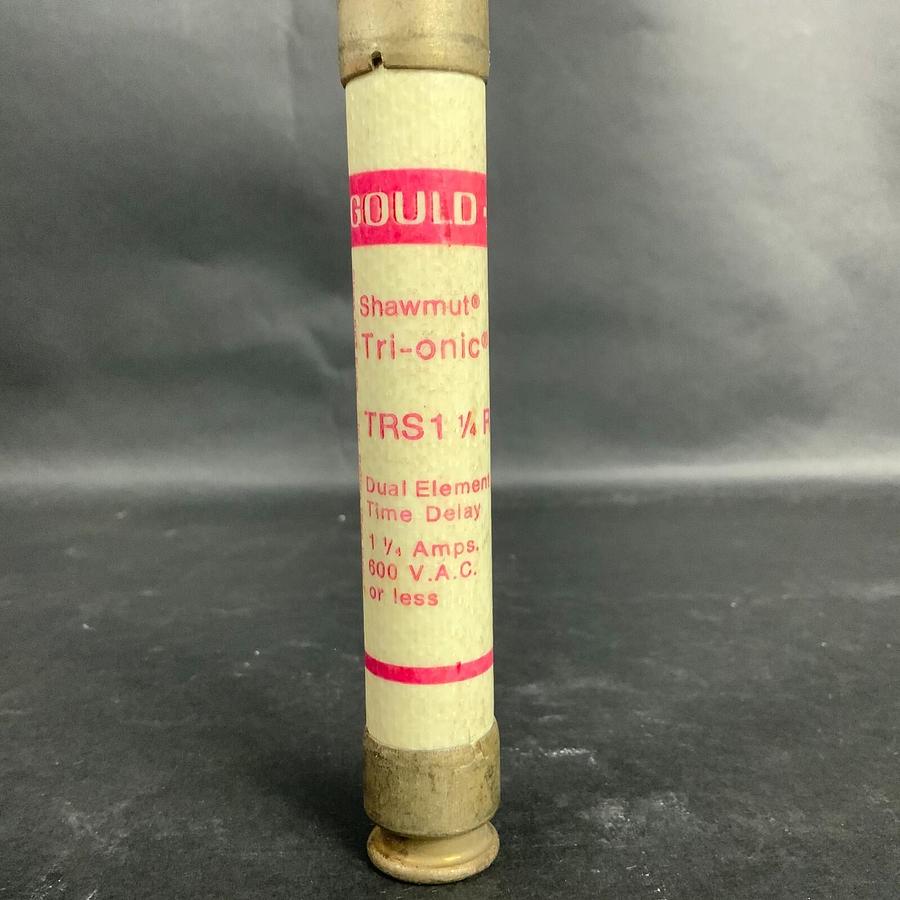 GOULD
Shawmut®
Tri-onic®
TRS1 ¼ R
Dual Element
Time Delay
1 ¼ Amps.
600 V.A.C.
or less